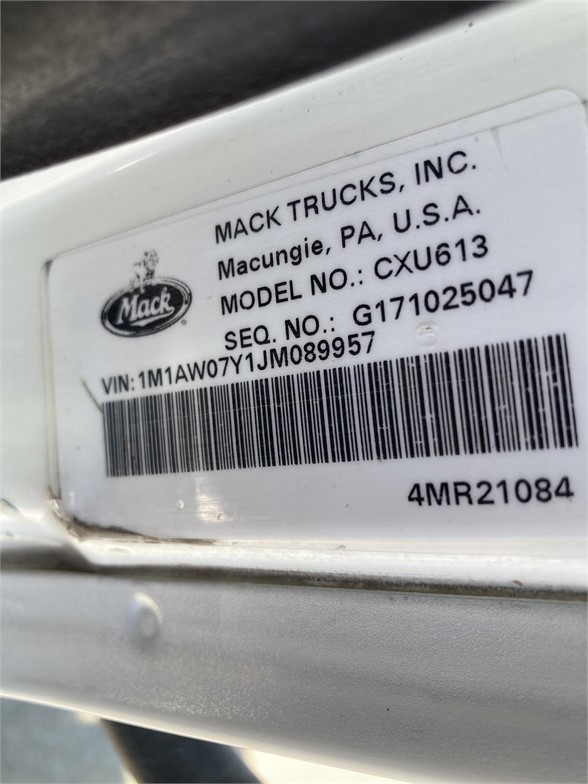 MACK TRUCKS, INC.
Macungie, PA, U.S.A.
MODEL NO.: CXU613
SEQ. NO.: G171025047
Mack
VIN: 1M1AW07Y1JM089957
4MR21084